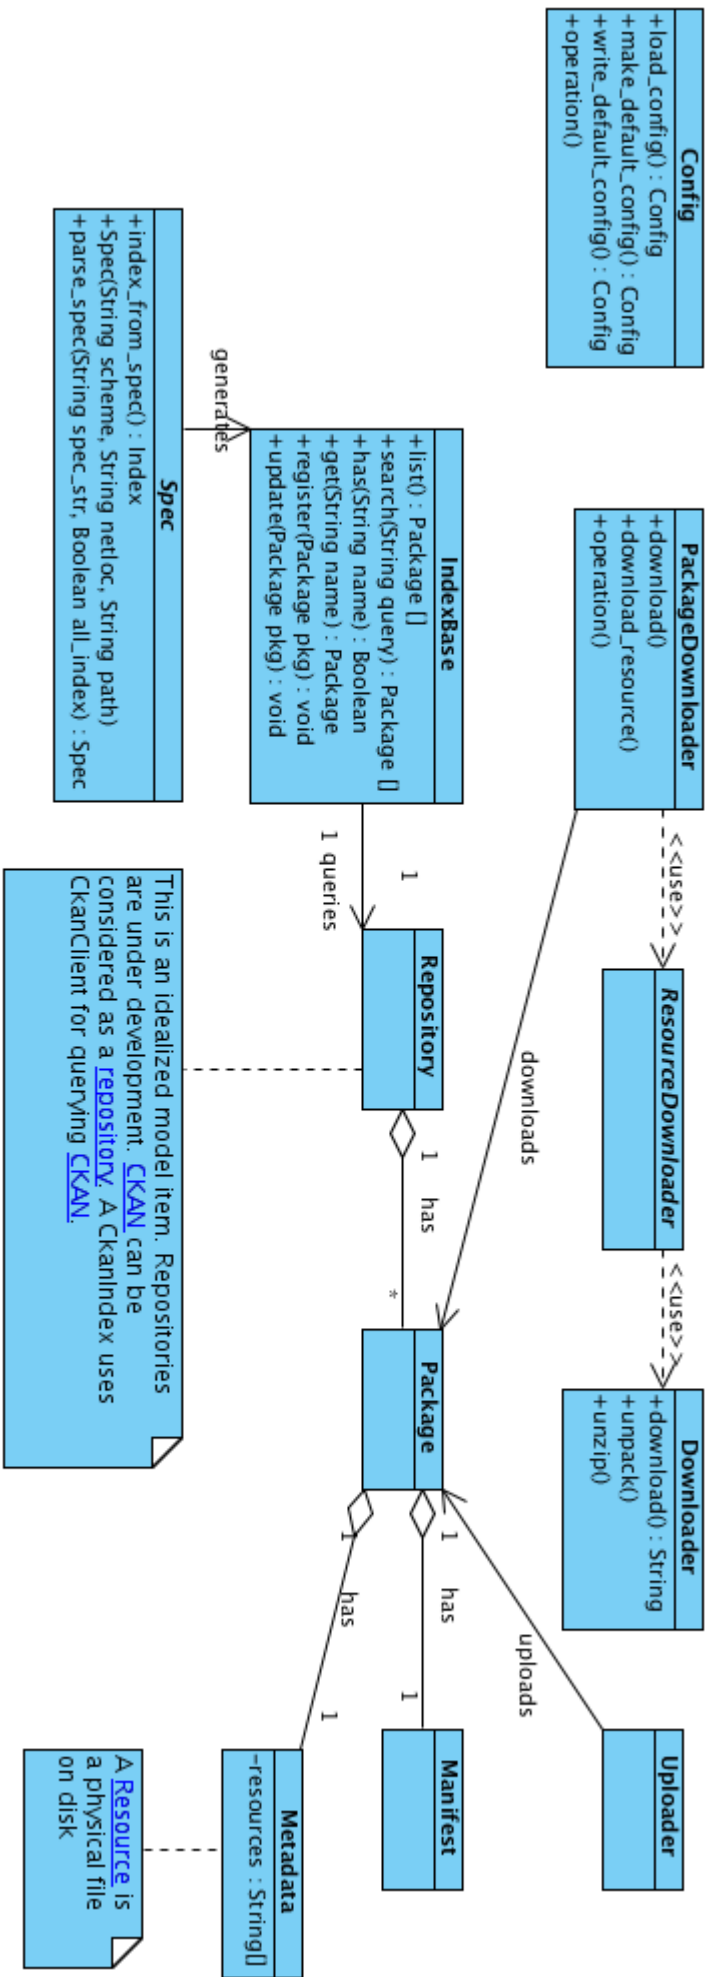 Config
+load_config() : Config
+make_default_config() : Config
+write_default_config() : Config
+operation()
PackageDownloader
+download()
+download_resource()
+operation()
<<use>>
ResourceDownloader
<<use>>
Downloader
+download() : String
+unpack()
+unzip()
Uploader
downloads
uploads
IndexBase
+list() : Package []
+search(String query) : Package []
+has(String name) : Boolean
+get(String name) : Package
+register(Package pkg) : void
+update(Package pkg) : void
1
1 queries
Repository
1
has
*
Package
1
has
1
Manifest
1
has
1
Metadata
-resources : String[]
generates
Spec
+index_from_spec() : Index
+Spec(String scheme, String netloc, String path)
+parse_spec(String spec_str, Boolean all_index) : Spec
This is an idealized model item. Repositories
are under development. CKAN can be
considered as a repository. A CkanIndex uses
CkanClient for querying CKAN.
A Resource is
a physical file
on disk